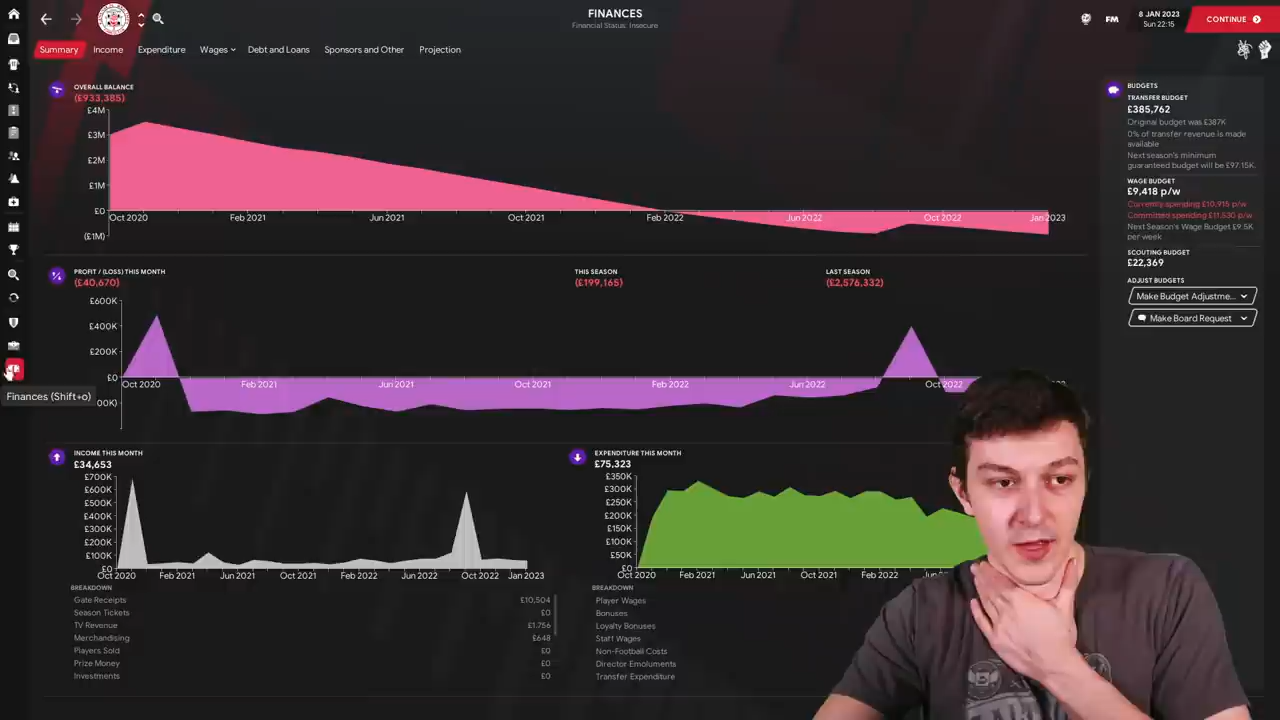 FINANCES
Financial Status: Insecure
FM
8 JAN 2023
Sun 22:15
CONTINUE
Summary
Income
Expenditure
Wages
Debt and Loans
Sponsors and Other
Projection
OVERALL BALANCE
(£933,385)
£4M
£3M
£2M
£1M
£0
(£1M)
Oct 2020
Feb 2021
Jun 2021
Oct 2021
Feb 2022
Jun 2022
Oct 2022
Jan 2023
PROFIT / (LOSS) THIS MONTH
(£40,670)
THIS SEASON
(£199,165)
LAST SEASON
(£2,576,332)
£600K
£400K
£200K
£0
00K)
Oct 2020
Feb 2021
Jun 2021
Oct 2021
Feb 2022
Jun 2022
Oct 2022
Finances (Shift+o)
INCOME THIS MONTH
£34,653
£700K
£600K
£500K
£400K
£300K
£200K
£100K
£0
Oct 2020
Feb 2021
Jun 2021
Oct 2021
Feb 2022
Jun 2022
Oct 2022
Jan 2023
BREAKDOWN
Gate Receipts £10,504
Season Tickets £0
TV Revenue £1,756
Merchandising £648
Players Sold £0
Prize Money £0
Investments £0
EXPENDITURE THIS MONTH
£75,323
£350K
£300K
£250K
£200K
£150K
£100K
£50K
£0
Oct 2020
Feb 2021
Jun 2021
Oct 2021
Feb 2022
BREAKDOWN
Player Wages
Bonuses
Loyalty Bonuses
Staff Wages
Non-Football Costs
Director Emoluments
Transfer Expenditure
BUDGETS
TRANSFER BUDGET
£385,762
Original budget was £387K
0% of transfer revenue is made
available
Next season's minimum
guaranteed budget will be £97.15K.
WAGE BUDGET
£9,418 p/w
Currently spending £10,915 p/w
Committed spending £11,530 p/w
Next Season's Wage Budget £9.5K
per week
SCOUTING BUDGET
£22,369
ADJUST BUDGETS
Make Budget Adjustme...
Make Board Request